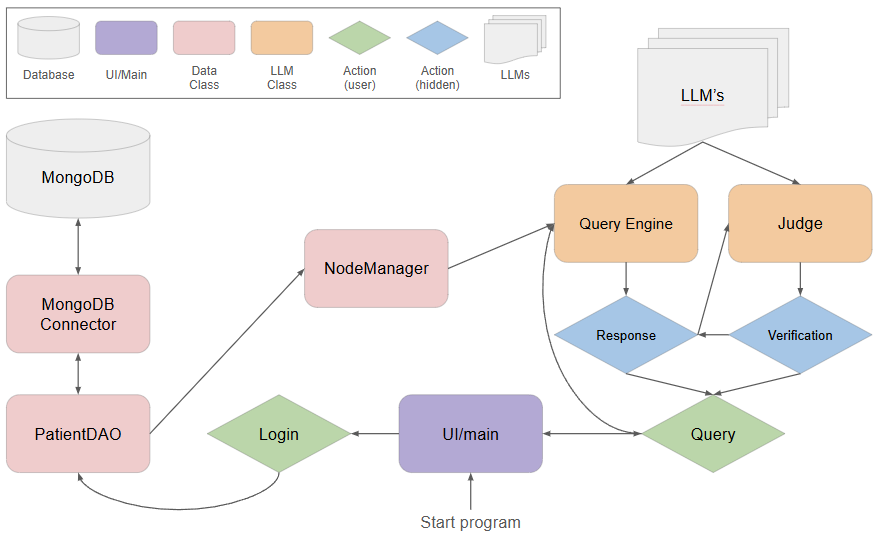 Database
UI/Main
Data
Class
LLM
Class
Action
(user)
Action
(hidden)
LLMs
LLM's
MongoDB
Query Engine
Judge
NodeManager
MongoDB
Connector
Response
Verification
PatientDAO
Login
UI/main
Query
Start program